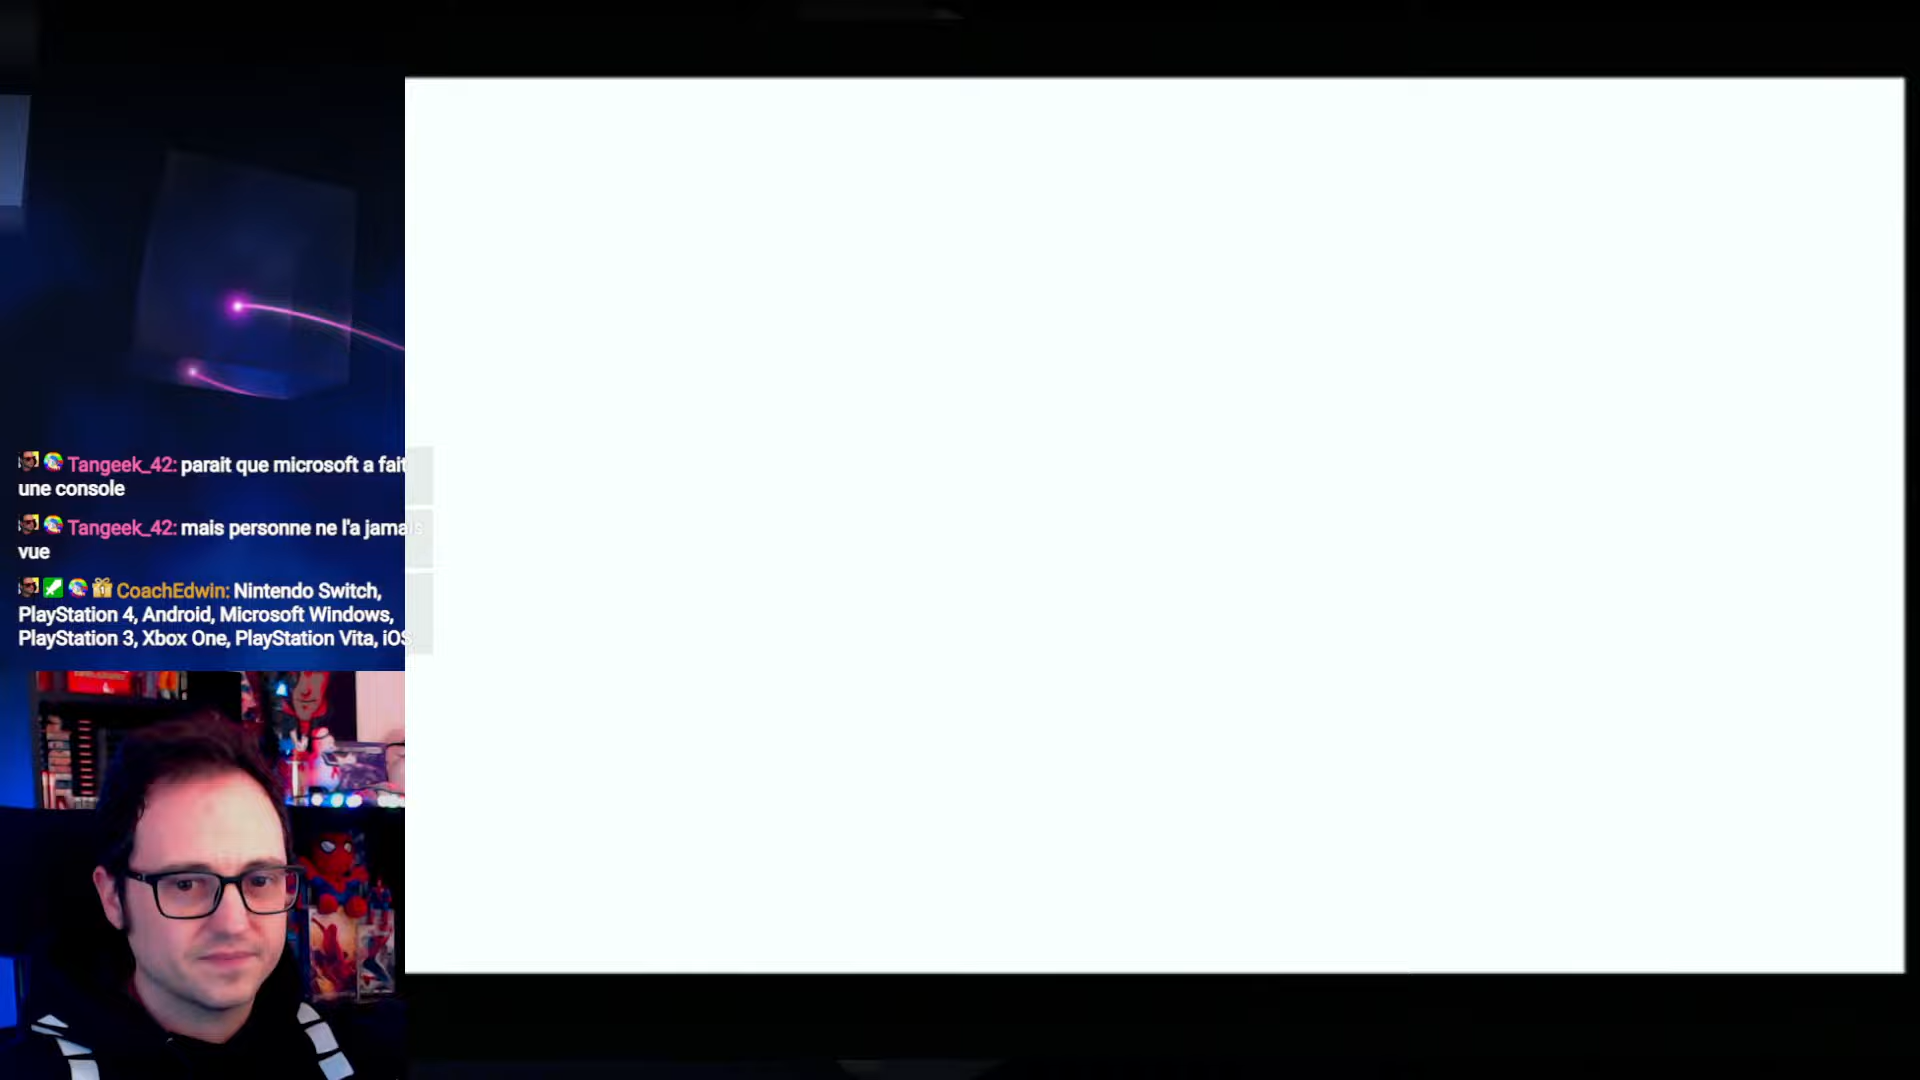 Tangeek_42: parait que microsoft a fait
une console
Tangeek_42: mais personne ne l'a jamais
vue
CoachEdwin: Nintendo Switch,
PlayStation 4, Android, Microsoft Windows,
PlayStation 3, Xbox One, PlayStation Vita, iOS